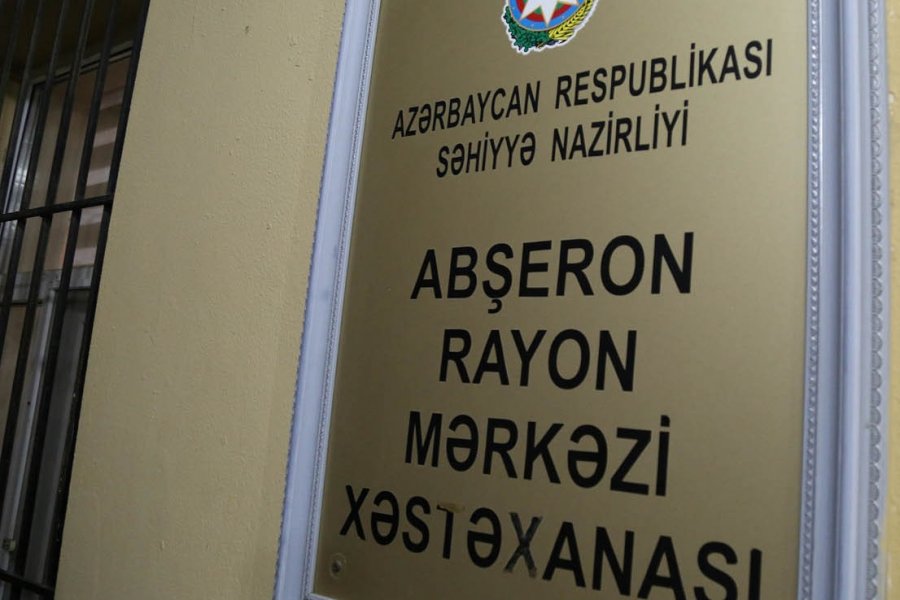 AZƏRBAYCAN RESPUBLİKASI
SƏHİYYƏ NAZİRLİYİ
ABŞERON
RAYON
MƏRKƏZİ
XƏSTƏXANASI